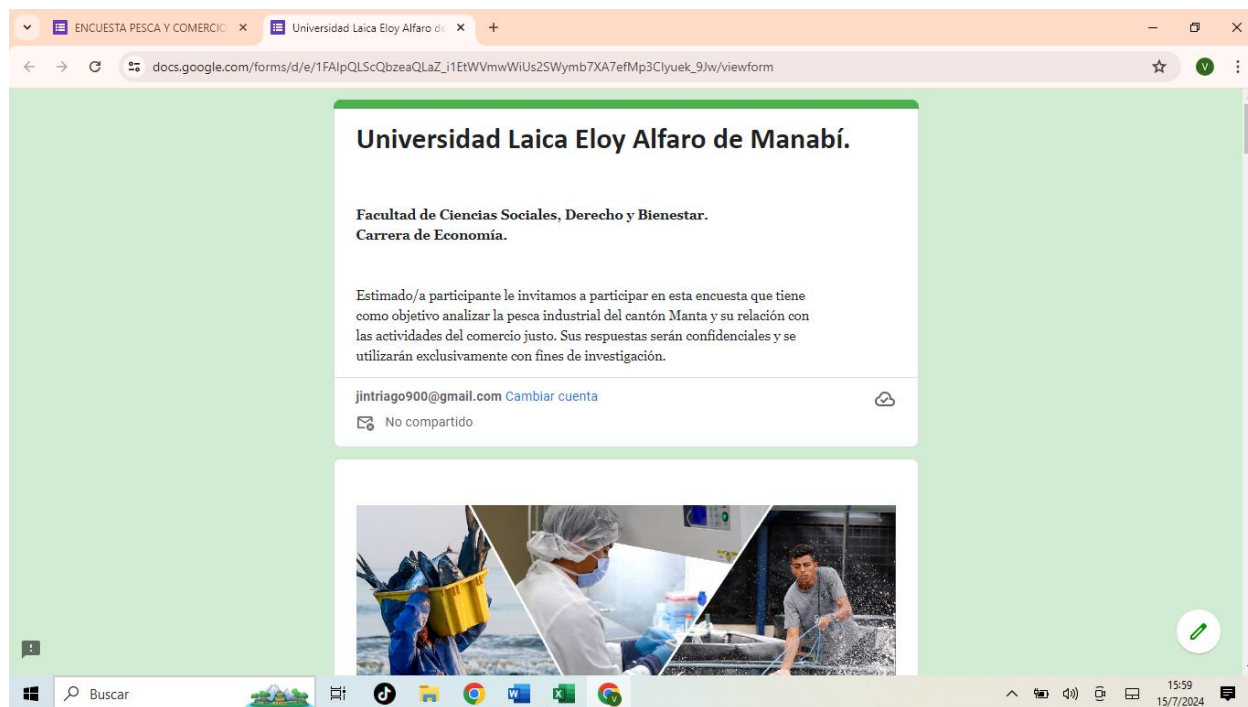 ENCUESTA PESCA Y COMERCIO
Universidad Laica Eloy Alfaro de
docs.google.com/forms/d/e/1FAIpQLScQbzeaQLaZ_i1EtWVmwWiUs2SWymb7XA7efMp3Clyuek_9Jw/viewform
V
Universidad Laica Eloy Alfaro de Manabí.
Facultad de Ciencias Sociales, Derecho y Bienestar.
Carrera de Economía.
Estimado/a participante le invitamos a participar en esta encuesta que tiene
como objetivo analizar la pesca industrial del cantón Manta y su relación con
las actividades del comercio justo. Sus respuestas serán confidenciales y se
utilizarán exclusivamente con fines de investigación.
jintriago900@gmail.com Cambiar cuenta
No compartido
Buscar
15:59
15/7/2024